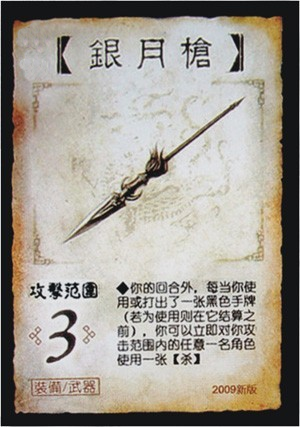 【銀月槍】
攻擊范圍
3
◆你的回合外，每当你使
用或打出了一张黑色手牌
（若为使用则在它结算之
前），你可以立即对你攻
击范围内的任意一名角色
使用一张【杀】
裝備/武器
2009新版